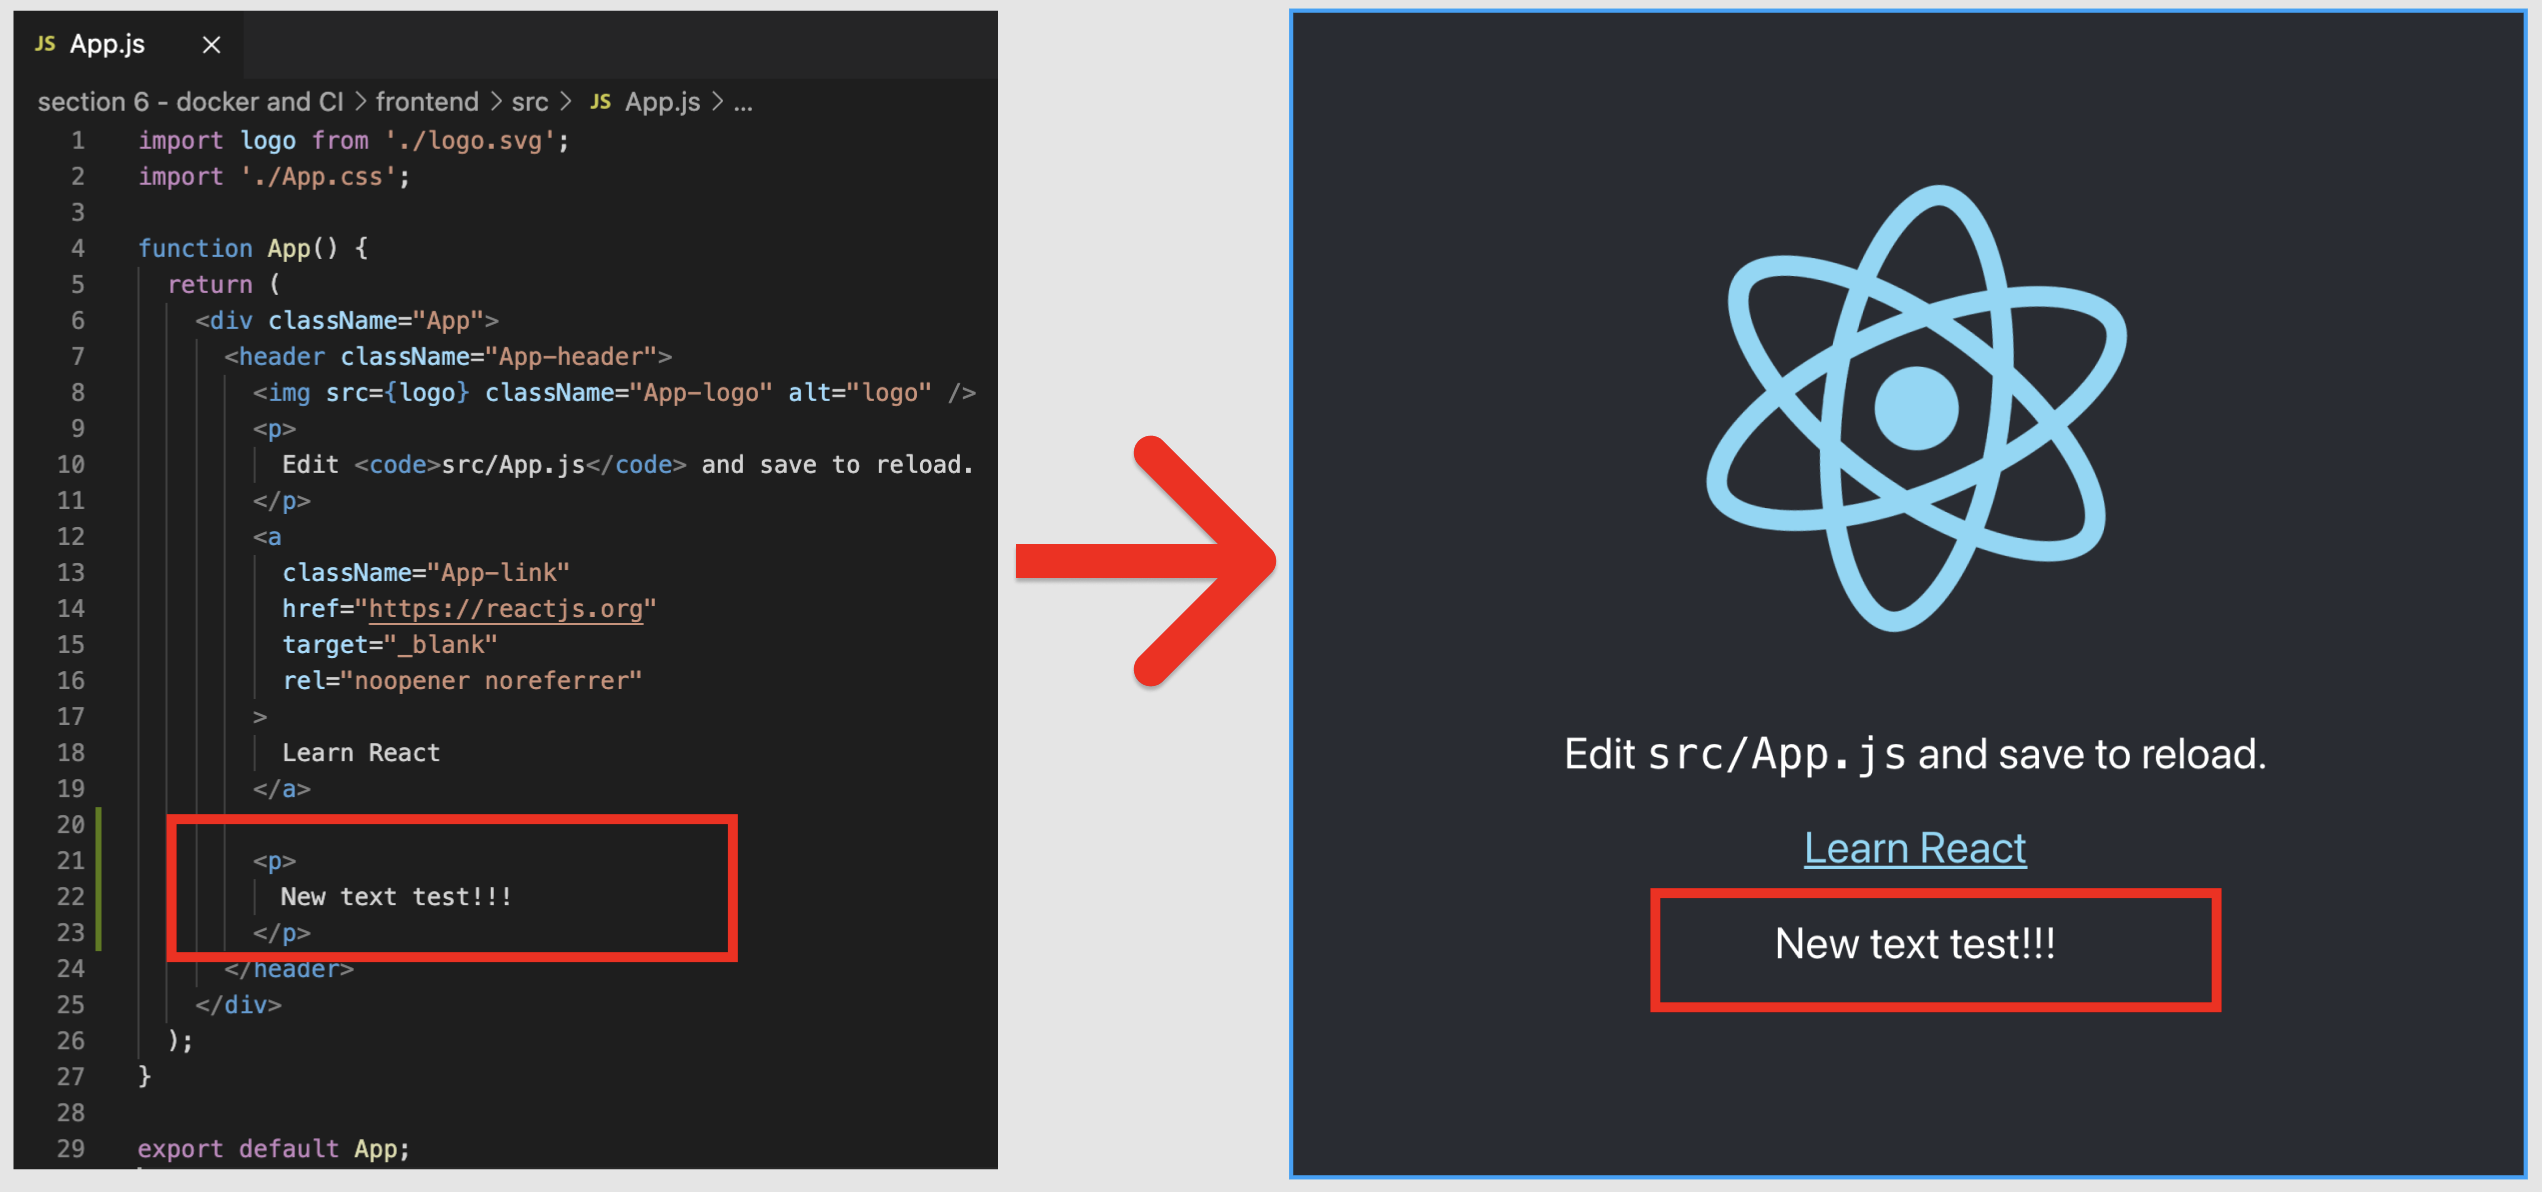 JS App.js ×
section 6 - docker and CI > frontend > src > JS App.js > ...
1 import logo from './logo.svg';
2 import './App.css';
3
4 function App() {
5 return (
6 <div className="App">
7 <header className="App-header">
8 <img src={logo} className="App-logo" alt="logo" />
9 <p>
10 Edit <code>src/App.js</code> and save to reload.
11 </p>
12 <a
13 className="App-link"
14 href="https://reactjs.org"
15 target="_blank"
16 rel="noopener noreferrer"
17 >
18 Learn React
19 </a>
20
21 <p>
22 New text test!!!
23 </p>
24 </header>
25 </div>
26 );
27 }
28
29 export default App;
Edit src/App.js and save to reload.
Learn React
New text test!!!